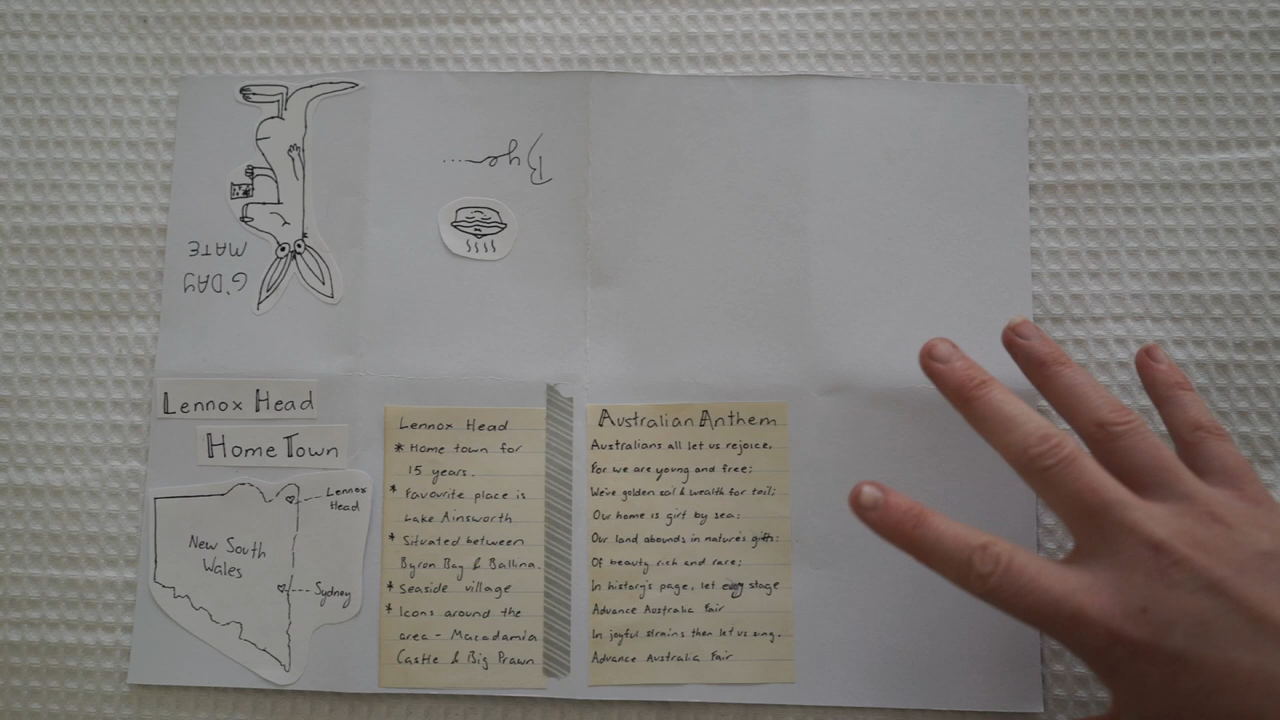 G'DAY
MATE
Bye....
Lennox Head
Home Town
Lennox
Head
New South
Wales
Sydney
Lennox Head
* Home town for
15 years.
* Favourite place is
Lake Ainsworth
* Situated between
Byron Bay & Ballina.
* Seaside village
* Icons around the
area - Macadamia
Castle & Big Prawn
Australian Anthem
Australians all let us rejoice,
For we are young and free;
We've golden soil & wealth for toil;
Our home is girt by sea;
Our land abounds in nature's gifts:
Of beauty rich and rare;
In history's page, let every stage
Advance Australia Fair
In joyful strains then let us sing,
Advance Australia Fair